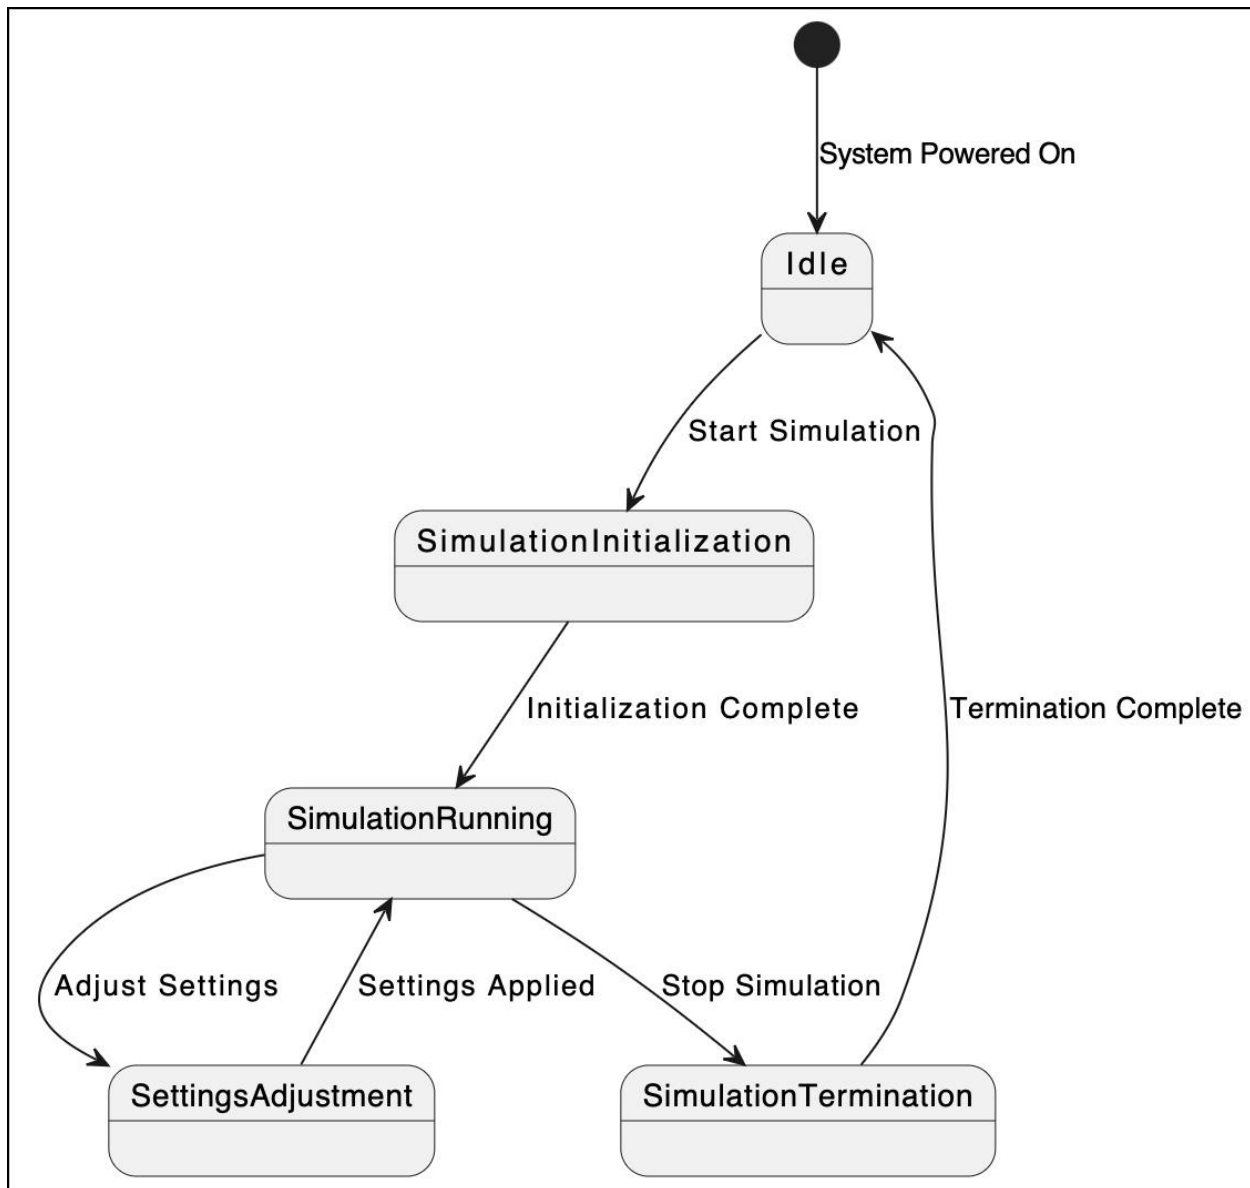 System Powered On
Idle
Start Simulation
SimulationInitialization
Initialization Complete
Termination Complete
SimulationRunning
Adjust Settings
Settings Applied
Stop Simulation
SettingsAdjustment
SimulationTermination